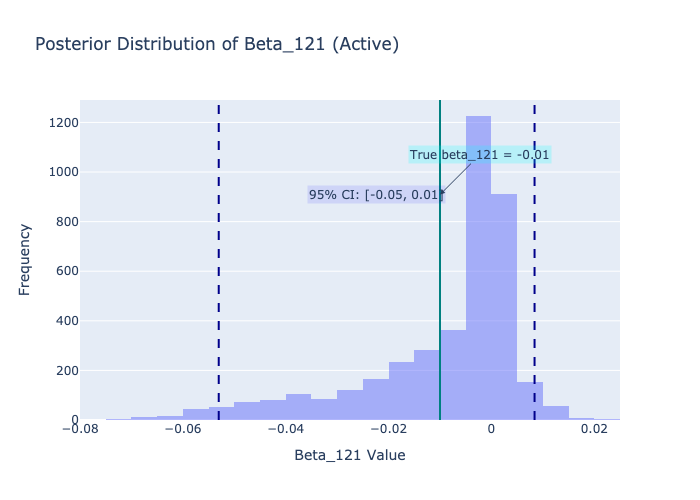 Posterior Distribution of Beta_121 (Active)
1200
1000
800
600
400
200
0
Frequency
True beta_121 = -0.01
95% CI: [-0.05, 0.01]
−0.08
−0.06
−0.04
−0.02
0
0.02
Beta_121 Value